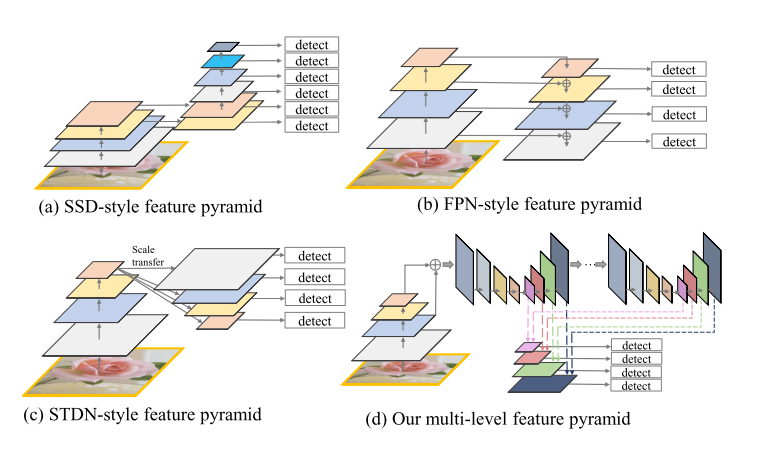 detect
detect
detect
detect
detect
detect
(a) SSD-style feature pyramid
detect
detect
detect
detect
(b) FPN-style feature pyramid
Scale
transfer
detect
detect
detect
detect
(c) STDN-style feature pyramid
...
detect
detect
detect
detect
(d) Our multi-level feature pyramid